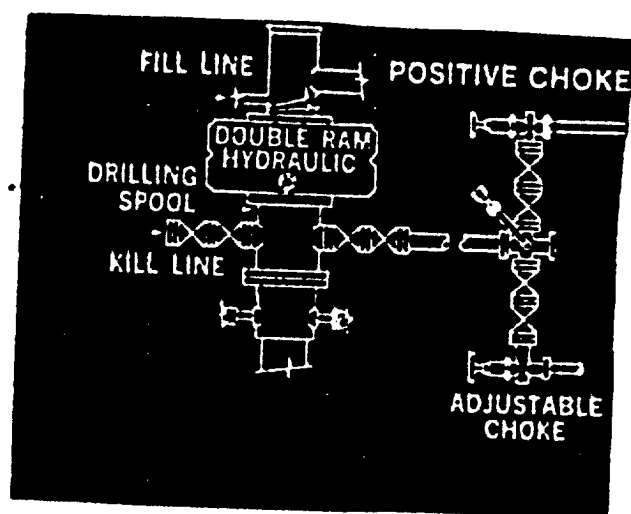 FILL LINE
POSITIVE CHOKE
DOUBLE RAM
HYDRAULIC
DRILLING
SPOOL
KILL LINE
ADJUSTABLE
CHOKE